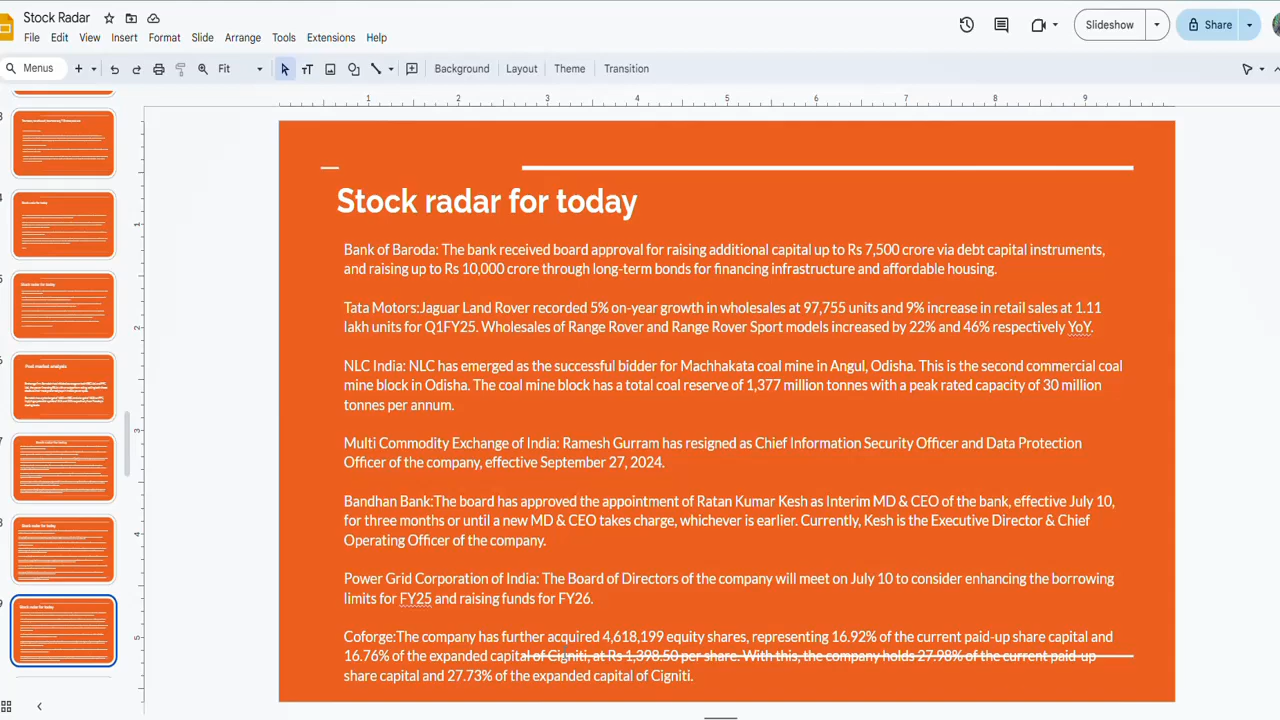 Stock Radar
File Edit View Insert Format Slide Arrange Tools Extensions Help
Slideshow
Share
Menus
Fit
Background
Layout
Theme
Transition
1 2 3 4 5 6 7 8 9
1
2
3
4
5
Stock radar for today
Bank of Baroda: The bank received board approval for raising additional capital up to Rs 7,500 crore via debt capital instruments,
and raising up to Rs 10,000 crore through long-term bonds for financing infrastructure and affordable housing.
Tata Motors:Jaguar Land Rover recorded 5% on-year growth in wholesales at 97,755 units and 9% increase in retail sales at 1.11
lakh units for Q1FY25. Wholesales of Range Rover and Range Rover Sport models increased by 22% and 46% respectively YoY.
NLC India: NLC has emerged as the successful bidder for Machhakata coal mine in Angul, Odisha. This is the second commercial coal
mine block in Odisha. The coal mine block has a total coal reserve of 1,377 million tonnes with a peak rated capacity of 30 million
tonnes per annum.
Multi Commodity Exchange of India: Ramesh Gurram has resigned as Chief Information Security Officer and Data Protection
Officer of the company, effective September 27, 2024.
Bandhan Bank:The board has approved the appointment of Ratan Kumar Kesh as Interim MD & CEO of the bank, effective July 10,
for three months or until a new MD & CEO takes charge, whichever is earlier. Currently, Kesh is the Executive Director & Chief
Operating Officer of the company.
Power Grid Corporation of India: The Board of Directors of the company will meet on July 10 to consider enhancing the borrowing
limits for FY25 and raising funds for FY26.
Coforge:The company has further acquired 4,618,199 equity shares, representing 16.92% of the current paid-up share capital and
16.76% of the expanded capital of Cigniti, at Rs 1,398.50 per share. With this, the company holds 27.98% of the current paid-up
share capital and 27.73% of the expanded capital of Cigniti.